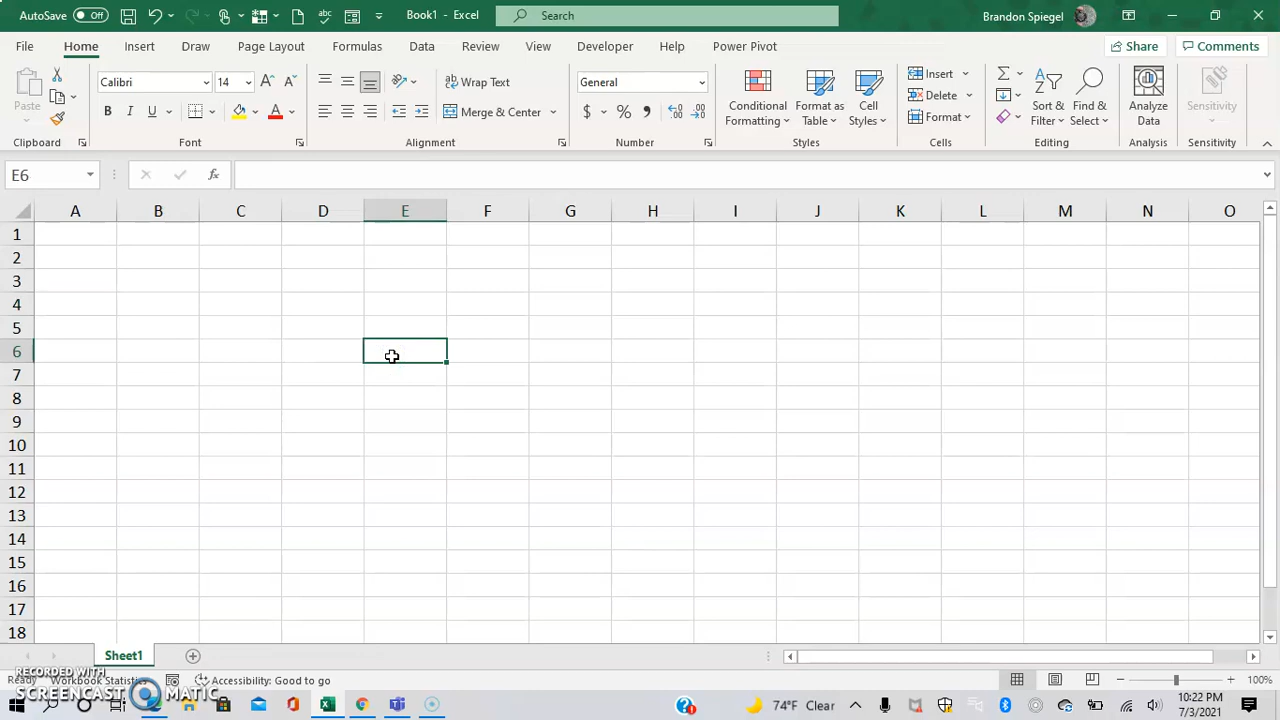 AutoSave Off Book1 - Excel Search Brandon Spiegel
File Home Insert Draw Page Layout Formulas Data Review View Developer Help Power Pivot Share Comments
Paste Calibri 14 Wrap Text General Conditional Formatting Format as Table Cell Styles Insert Sort & Filter Find & Select Analyze Data Sensitivity
B I U Merge & Center $ % Delete
Format
Clipboard Font Alignment Number Styles Cells Editing Analysis Sensitivity
E6 fx
A B C D E F G H I J K L M N O
1
2
3
4
5
6
7
8
9
10
11
12
13
14
15
16
17
18
Sheet1
RECORDED WITH
Ready Workbook Statistics Accessibility: Good to go 100%
SCREENCAST MATIC
74°F Clear 10:22 PM
7/3/2021